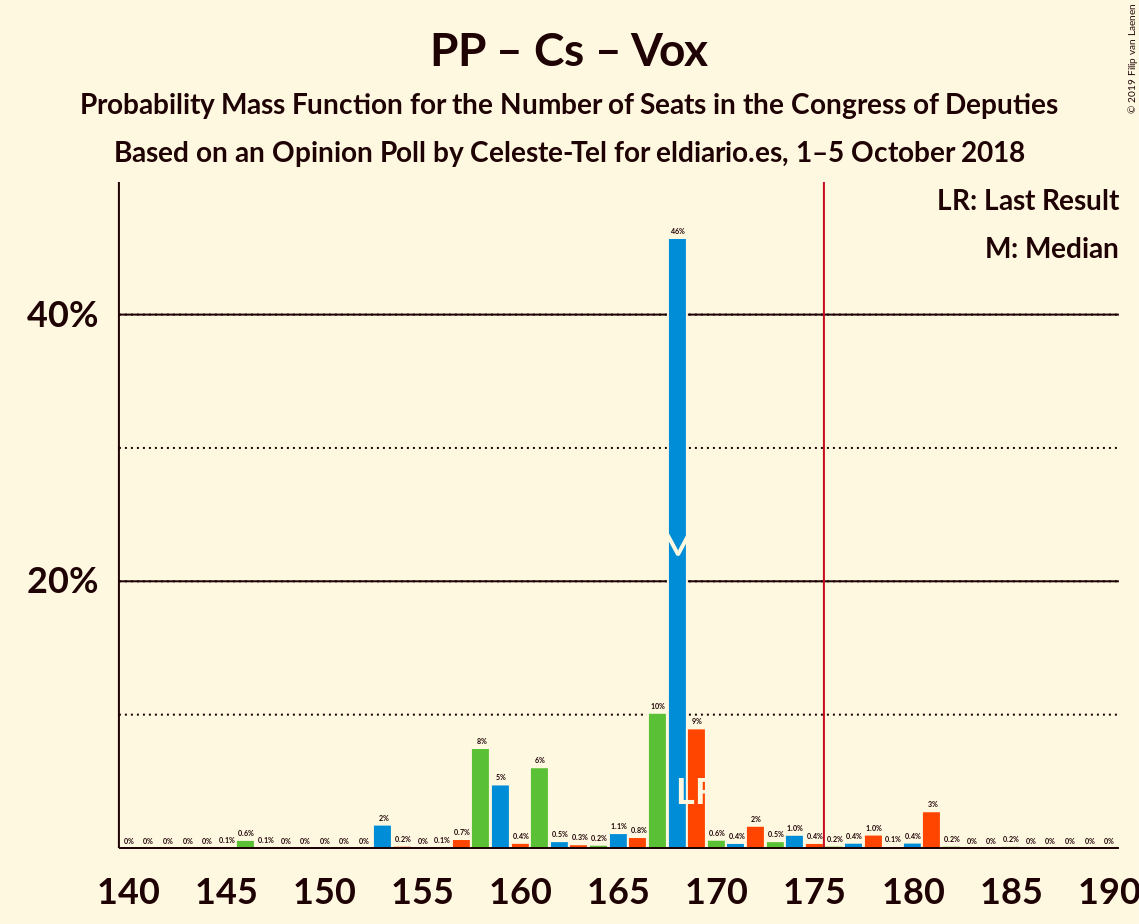 PP – Cs – Vox
Probability Mass Function for the Number of Seats in the Congress of Deputies
Based on an Opinion Poll by Celeste-Tel for eldiario.es, 1–5 October 2018
© 2019 Filip van Laenen
LR: Last Result
M: Median
40%
20%
0% 0% 0% 0% 0% 0.1% 0.6% 0.1% 0% 0% 0% 0% 0% 2% 0.2% 0% 0.1% 0.7% 8% 5% 0.4% 6% 0.5% 0.3% 0.2% 1.1% 0.8% 10% 46% 9% 0.6% 0.4% 2% 0.5% 1.0% 0.4% 0.2% 0.4% 1.0% 0.1% 0.4% 3% 0.2% 0% 0% 0.2% 0% 0% 0% 0% 0%
M
LR
140 145 150 155 160 165 170 175 180 185 190